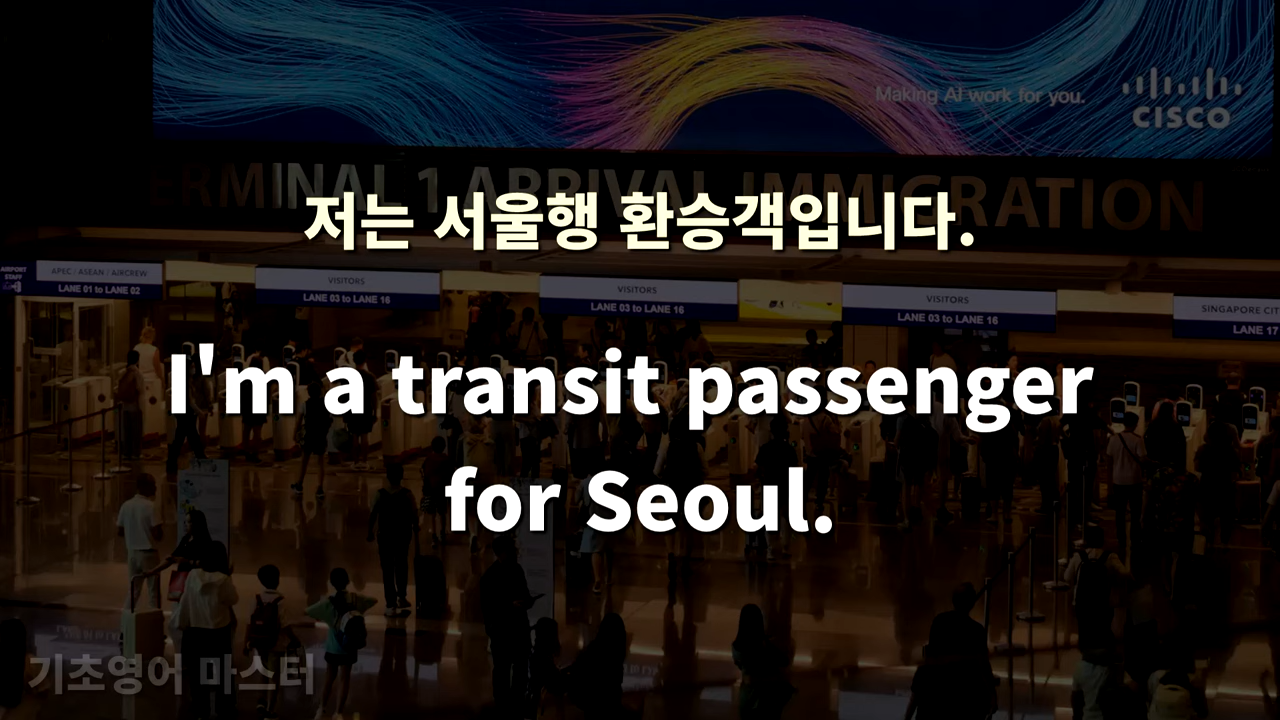 Making AI work for you.
CISCO
TERMINAL 1 ARRIVAL IMMIGRATION
저는 서울행 환승객입니다.
AIRPORT
STAFF
APEC / ASEAN / AIRCREW
LANE 01 to LANE 02
VISITORS
LANE 03 to LANE 16
VISITORS
LANE 03 to LANE 16
VISITORS
LANE 03 to LANE 16
SINGAPORE CIT
LANE 17
I'm a transit passenger
for Seoul.
기초영어 마스터